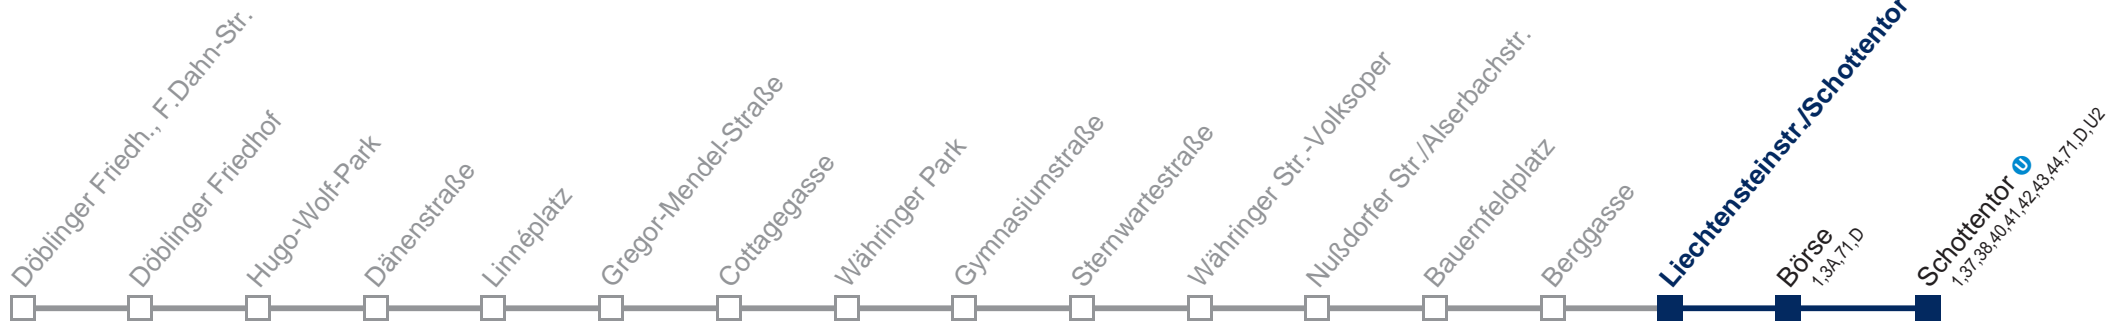 Döblinger Friedh., F.Dahn-Str.
Döblinger Friedhof
Hugo-Wolf-Park
Dänenstraße
Linnéplatz
Gregor-Mendel-Straße
Cottagegasse
Währinger Park
Gymnasiumstraße
Sternwartestraße
Währinger Str.-Volksoper
Nußdorfer Str./Alserbachstr.
Bauernfeldplatz
Berggasse
Liechtensteinstr./Schottentor
Börse
1,3A,71,D
Schottentor U
1,37,38,40,41,42,43,44,71,D,U2